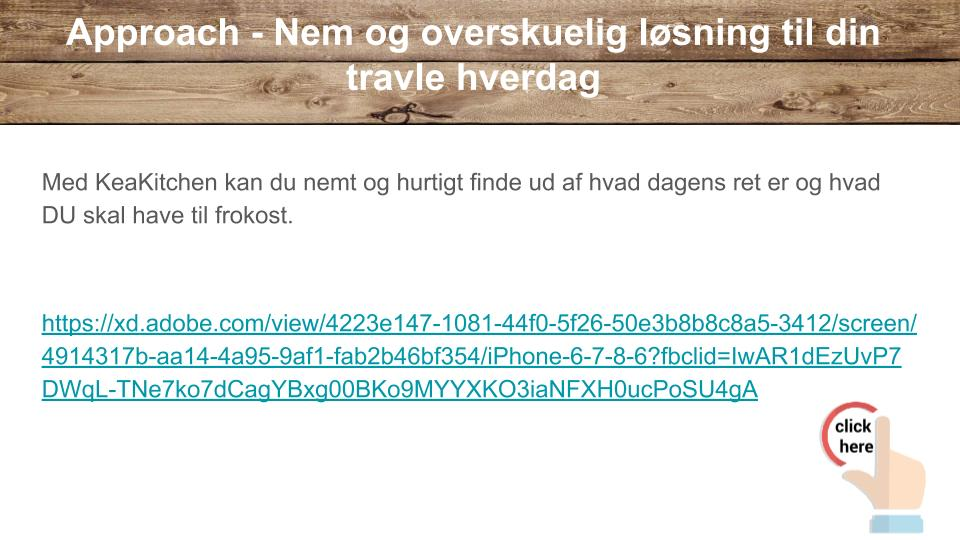 Approach - Nem og overskuelig løsning til din
travle hverdag
Med KeaKitchen kan du nemt og hurtigt finde ud af hvad dagens ret er og hvad
DU skal have til frokost.
https://xd.adobe.com/view/4223e147-1081-44f0-5f26-50e3b8b8c8a5-3412/screen/
4914317b-aa14-4a95-9af1-fab2b46bf354/iPhone-6-7-8-6?fbclid=IwAR1dEzUvP7
DWqL-TNe7ko7dCagYBxg00BKo9MYYXKO3iaNFXH0ucPoSU4gA
click
here